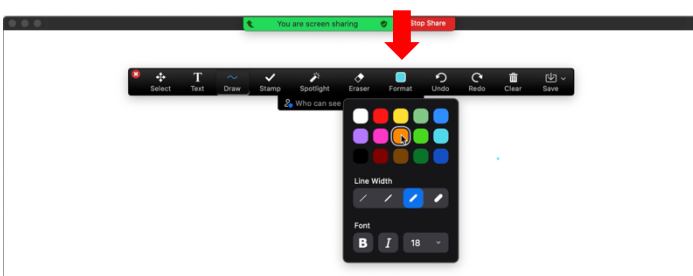 You are screen sharing Stop Share
Select Text Draw Stamp Spotlight Eraser Format Undo Redo Clear Save
Who can see
Line Width
Font
B I 18